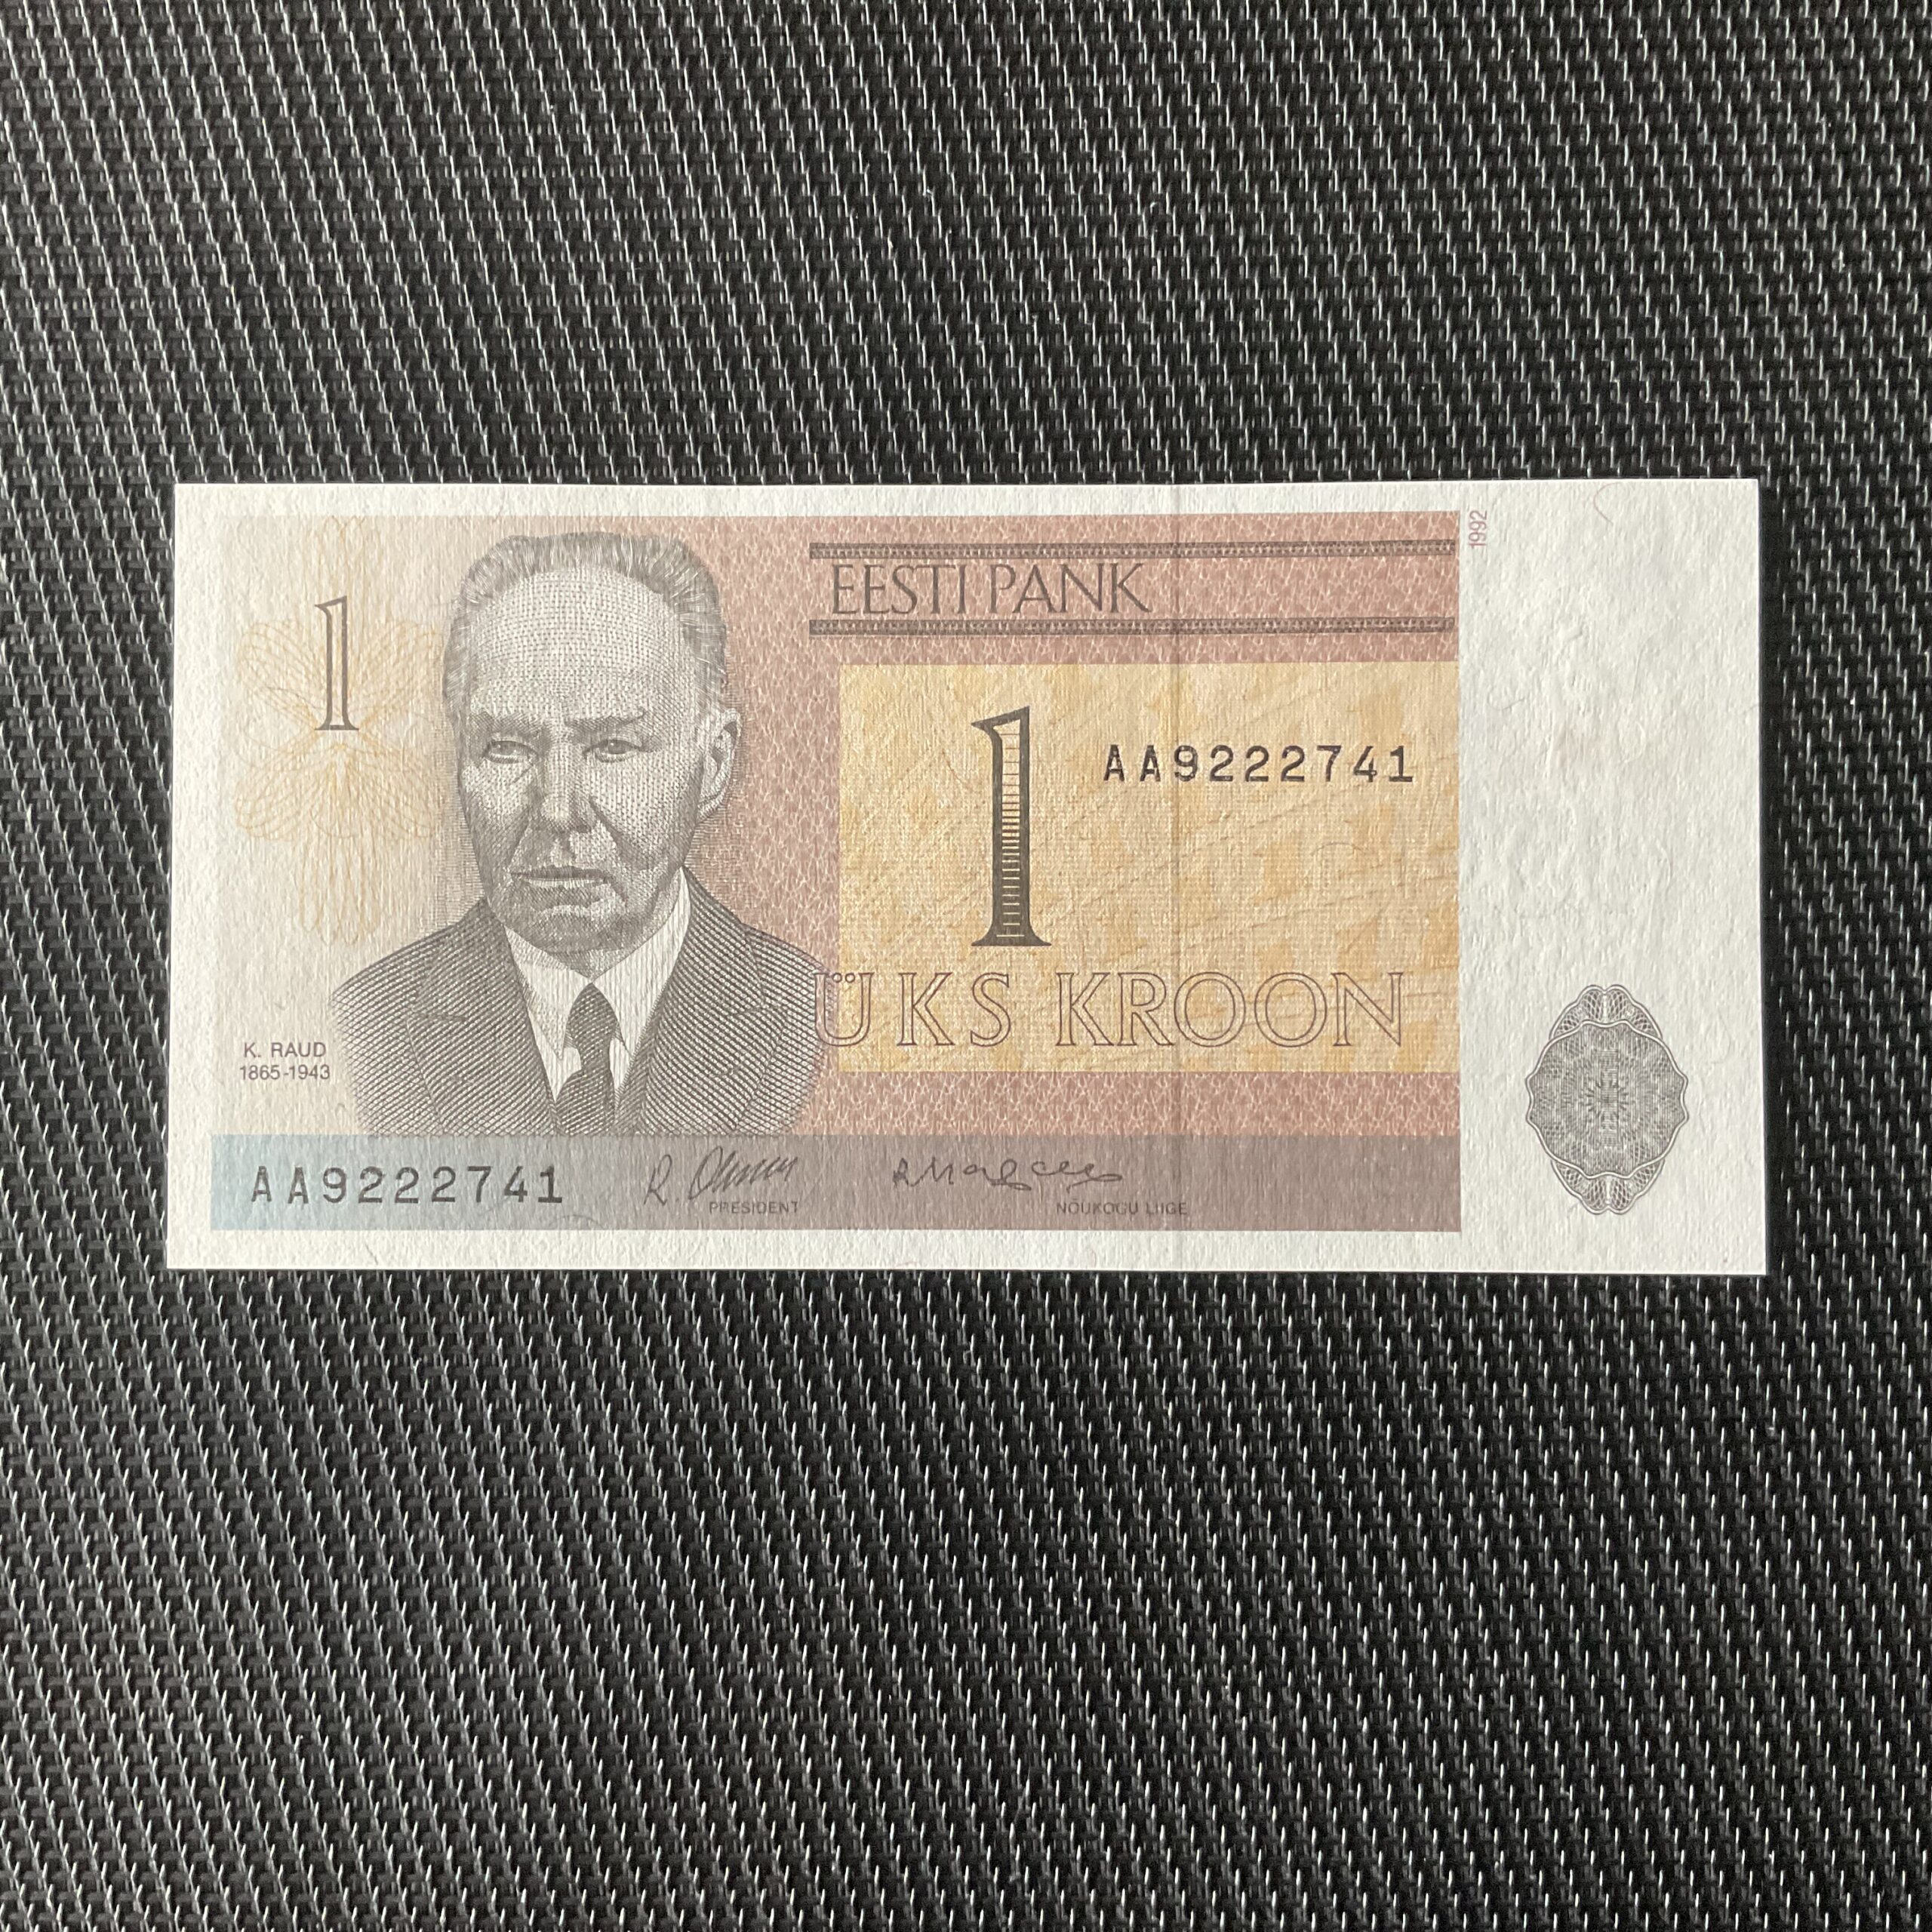 1992
EESTI PANK
1
1
AA9222741
ÜKS KROON
K. RAUD
1865-1943
AA9222741
PRESIDENT
NÕUKOGU LIIGE